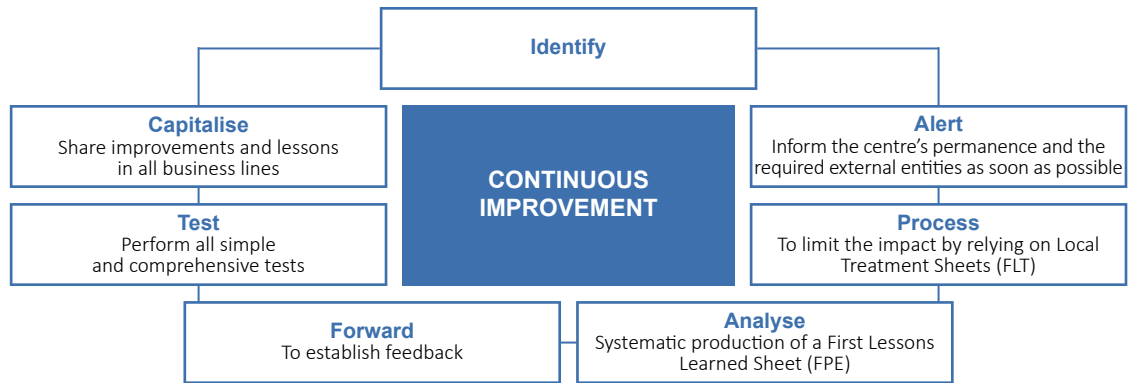 Identify
Capitalise
Share improvements and lessons
in all business lines
Alert
Inform the centre's permanence and the
required external entities as soon as possible
CONTINUOUS
IMPROVEMENT
Test
Perform all simple
and comprehensive tests
Process
To limit the impact by relying on Local
Treatment Sheets (FLT)
Forward
To establish feedback
Analyse
Systematic production of a First Lessons
Learned Sheet (FPE)